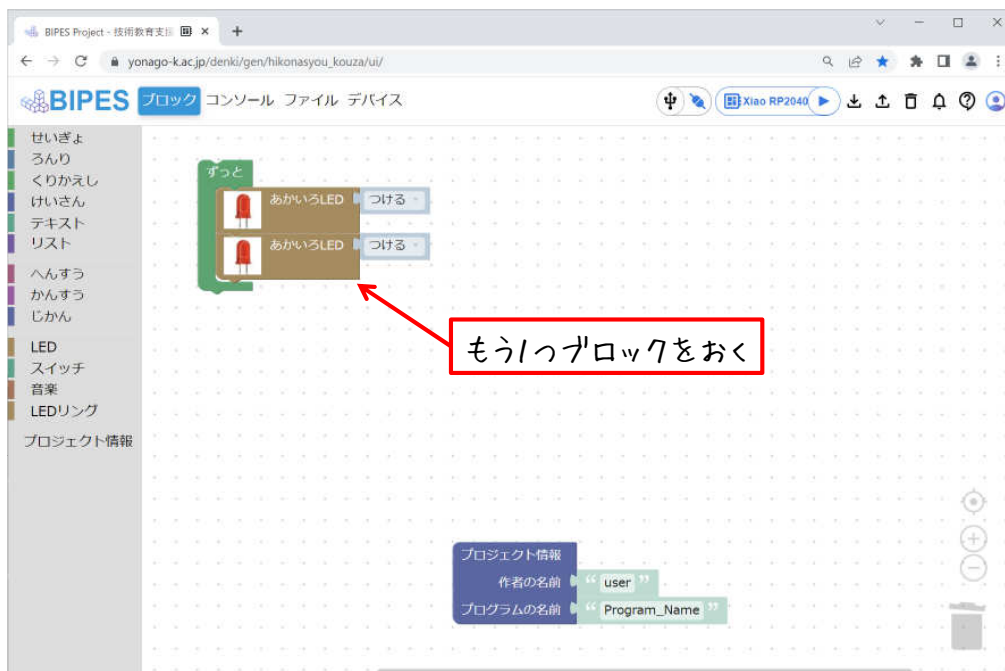 BIPES Project - 技術教育支
yonago-k.ac.jp/denki/gen/hikonasyou_kouza/ui/
BIPES ブロック コンソール ファイル デバイス Xiao RP2040
せいぎょ
ろんり
くりかえし
けいさん
テキスト
リスト
へんすう
かんすう
じかん
LED
スイッチ
音楽
LEDリング
プロジェクト情報
ずっと
あかいろLED つける
あかいろLED つける
もう1つブロックをおく
プロジェクト情報
作者の名前 “ user ”
プログラムの名前 “ Program_Name ”